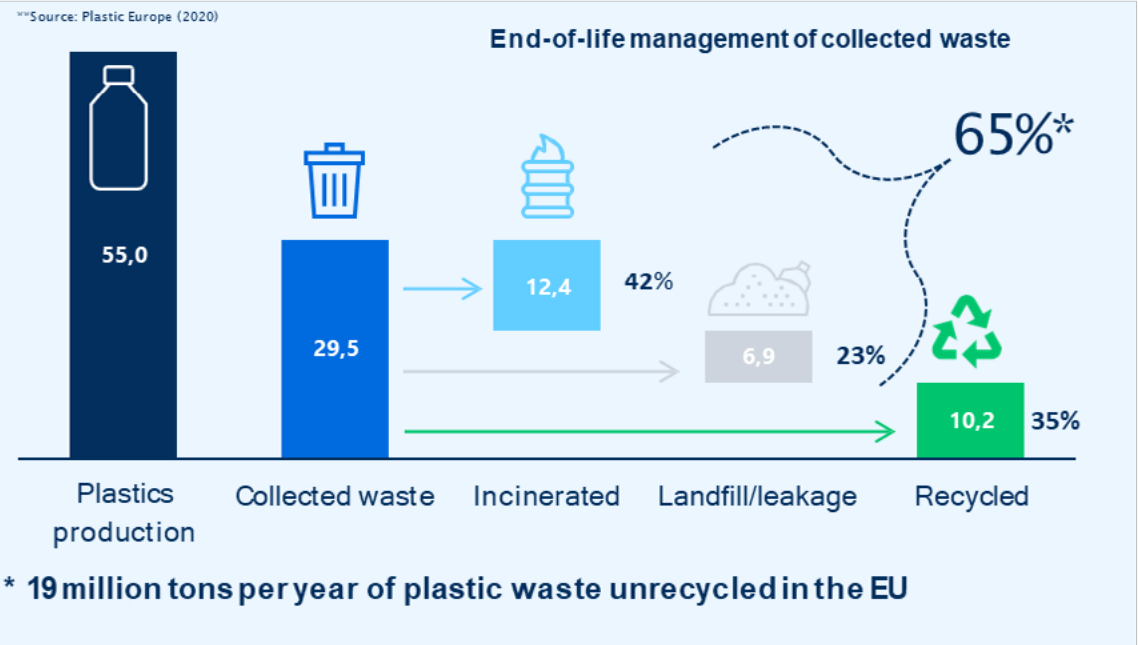 **Source: Plastic Europe (2020)
End-of-life management of collected waste
65%*
55,0
29,5
12,4
42%
6,9
23%
10,2
35%
Plastics
production
Collected waste
Incinerated
Landfill/leakage
Recycled
* 19 million tons per year of plastic waste unrecycled in the EU